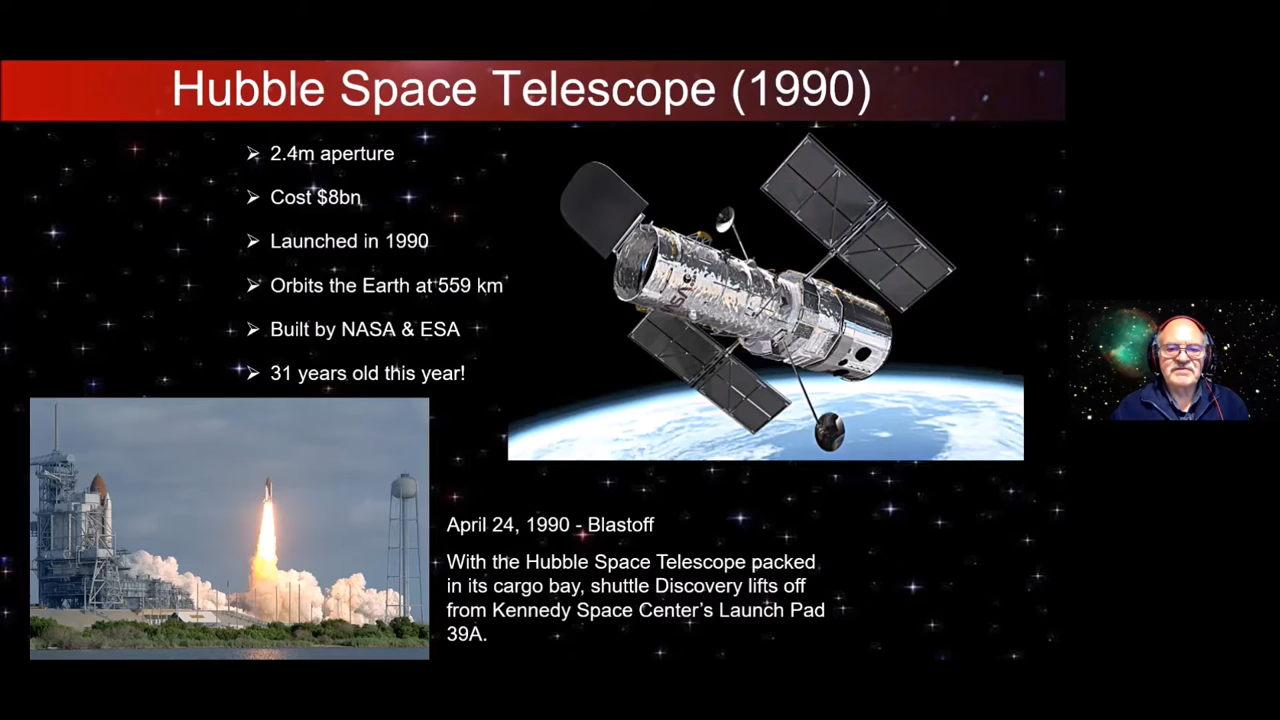 Hubble Space Telescope (1990)
2.4m aperture
Cost $8bn
Launched in 1990
Orbits the Earth at 559 km
Built by NASA & ESA
31 years old this year!
April 24, 1990 - Blastoff
With the Hubble Space Telescope packed
in its cargo bay, shuttle Discovery lifts off
from Kennedy Space Center's Launch Pad
39A.